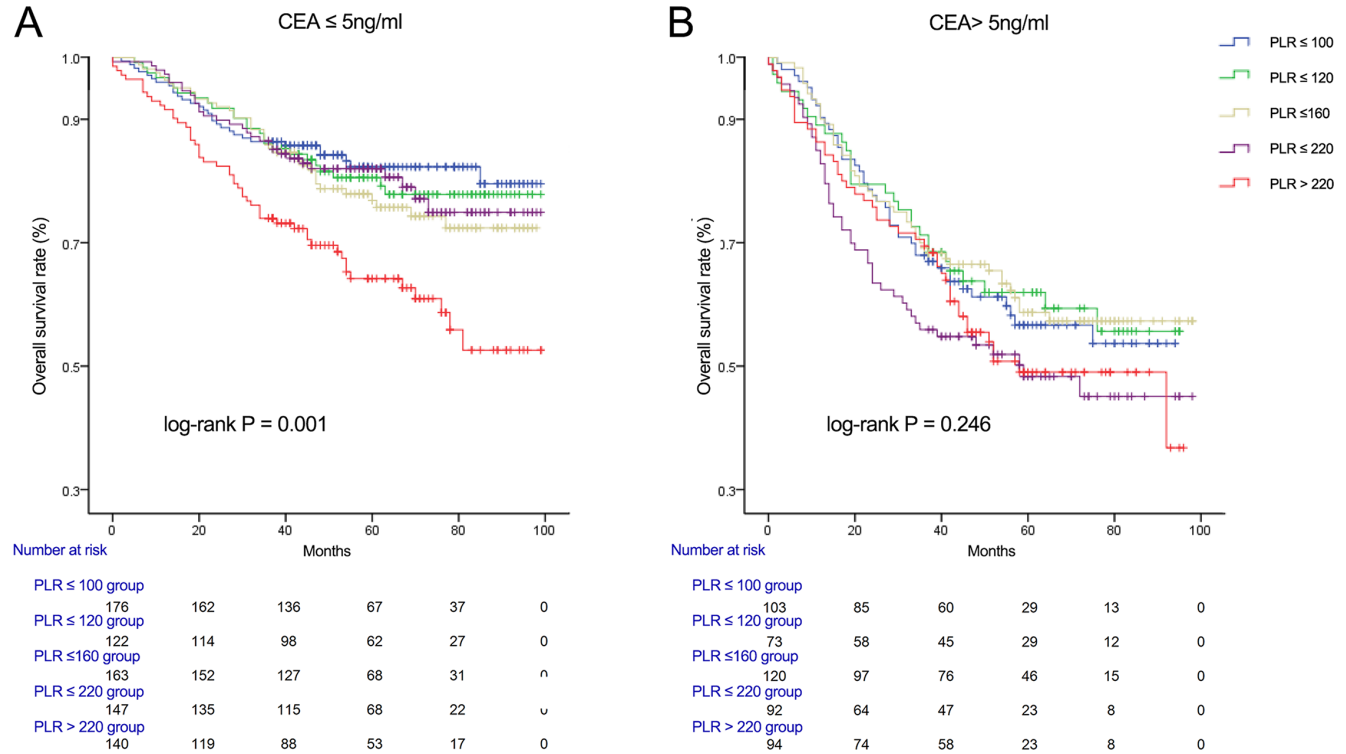 A
CEA ≤ 5ng/ml
Overall survival rate (%)
1.0
0.9
0.7
0.5
0.3
log-rank P = 0.001
0 20 40 60 80 100
Months
Number at risk
PLR ≤ 100 group
176 162 136 67 37 0
PLR ≤ 120 group
122 114 98 62 27 0
PLR ≤160 group
163 152 127 68 31
PLR ≤ 220 group
147 135 115 68 22
PLR > 220 group
140 119 88 53 17 0
B
CEA> 5ng/ml
Overall survival rate (%)
1.0
0.9
0.7
0.5
0.3
log-rank P = 0.246
0 20 40 60 80 100
Months
Number at risk
PLR ≤ 100 group
103 85 60 29 13 0
PLR ≤ 120 group
73 58 45 29 12 0
PLR ≤160 group
120 97 76 46 15 0
PLR ≤ 220 group
92 64 47 23 8 0
PLR > 220 group
94 74 58 23 8 0
PLR ≤ 100
PLR ≤ 120
PLR ≤160
PLR ≤ 220
PLR > 220